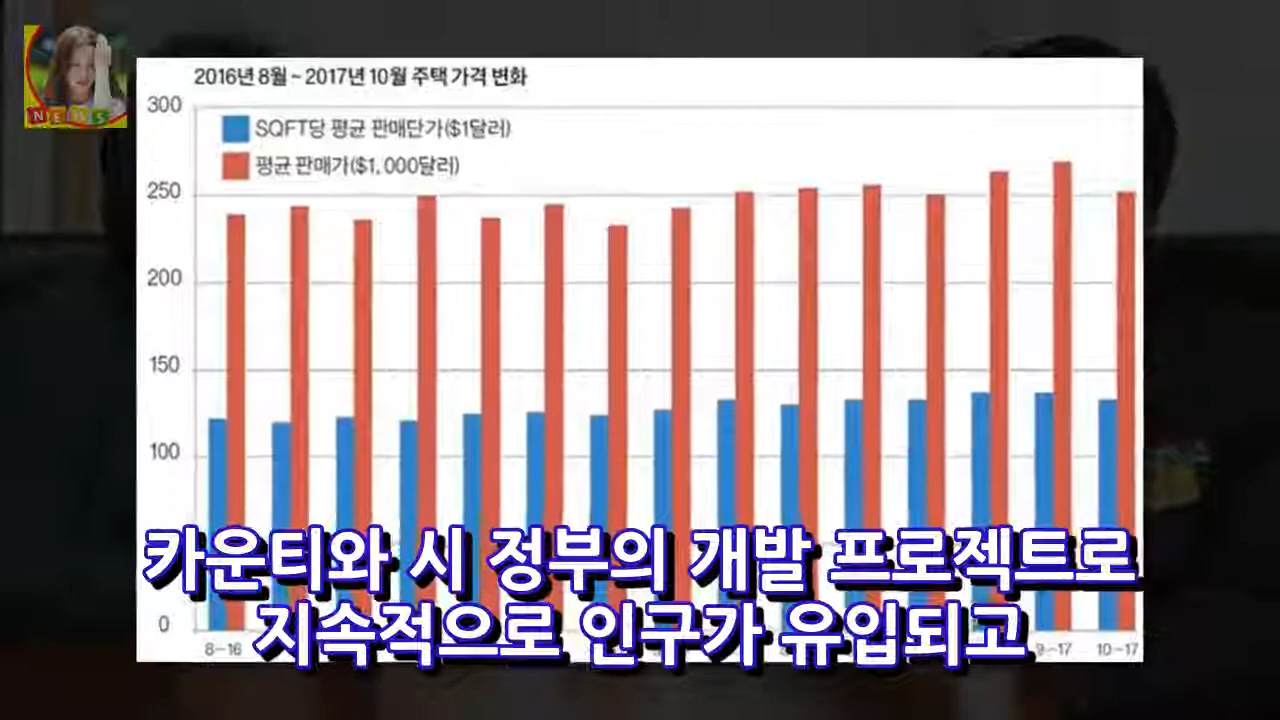 NEWS
2016년 8월 ~ 2017년 10월 주택 가격 변화
300
SQFT당 평균 판매단가($1달러)
평균 판매가($1,000달러)
250
200
150
100
카운티와 시 정부의 개발 프로젝트로
0
지속적으로 인구가 유입되고
8-16
9-17
10-17